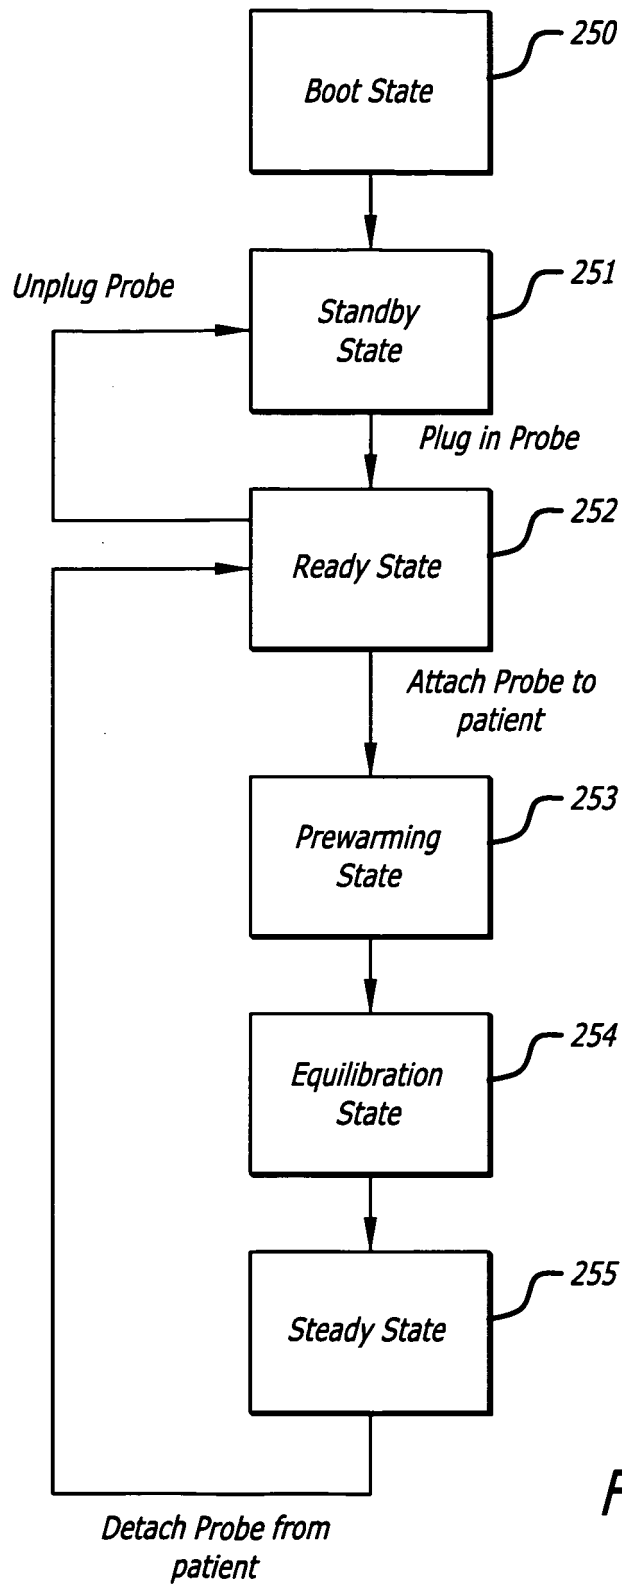 250
Boot State
251
Unplug Probe
Standby
State
Plug in Probe
252
Ready State
Attach Probe to
patient
253
Prewarming
State
254
Equilibration
State
255
Steady State
Detach Probe from
patient